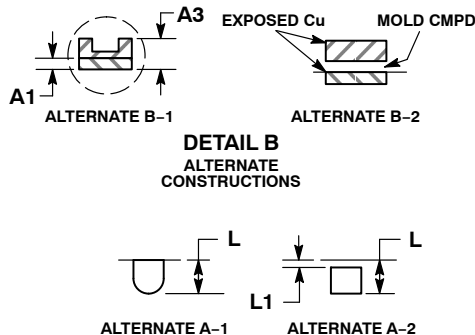 A3
EXPOSED Cu
MOLD CMPD
A1
ALTERNATE B–1
ALTERNATE B–2
DETAIL B
ALTERNATE
CONSTRUCTIONS
L
L
L1
ALTERNATE A–1
ALTERNATE A–2